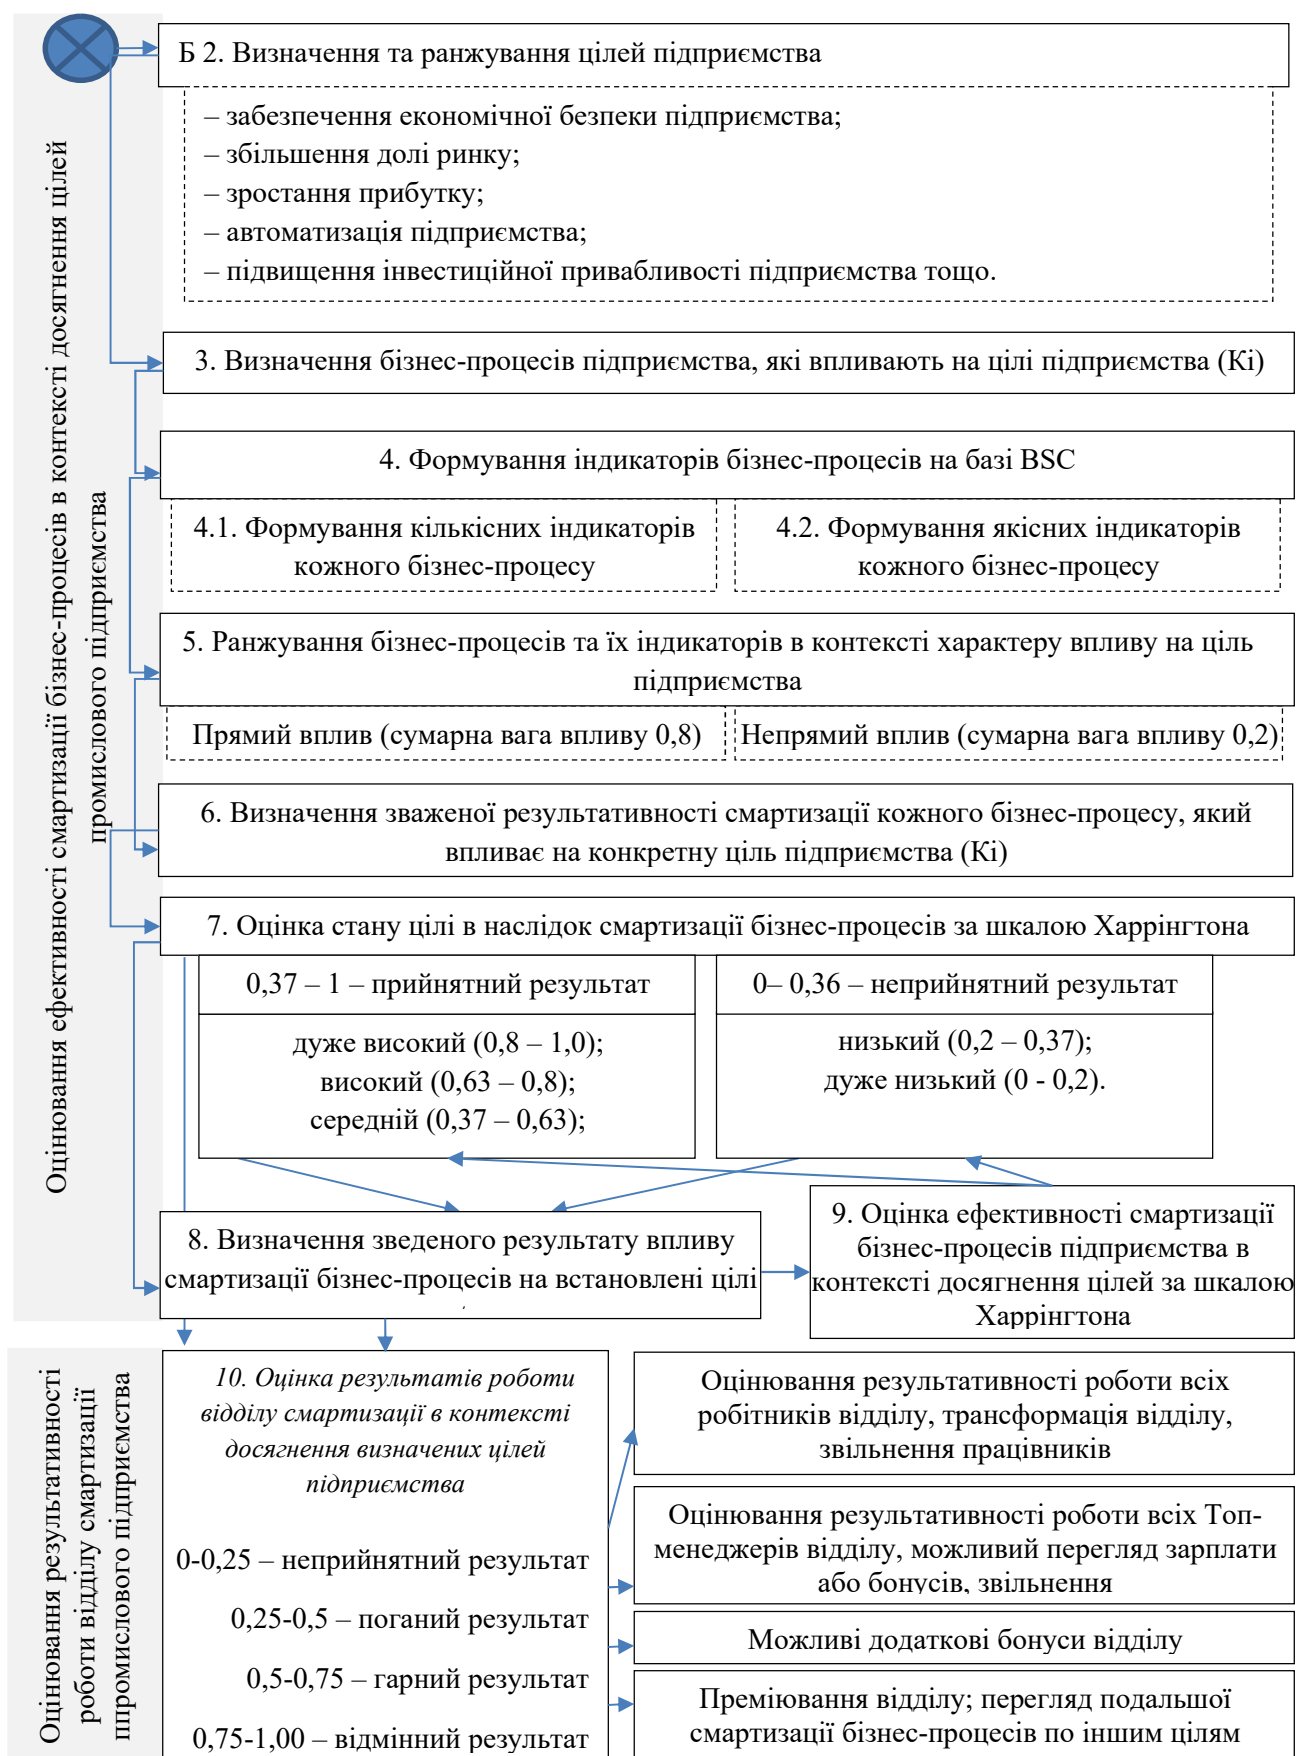 Б 2. Визначення та ранжування цілей підприємства
– забезпечення економічної безпеки підприємства;
– збільшення долі ринку;
– зростання прибутку;
– автоматизація підприємства;
– підвищення інвестиційної привабливості підприємства тощо.
Оцінювання ефективності смартизації бізнес-процесів в контексті досягнення цілей
промислового підприємства
3. Визначення бізнес-процесів підприємства, які впливають на цілі підприємства (Кі)
4. Формування індикаторів бізнес-процесів на базі BSC
4.1. Формування кількісних індикаторів
кожного бізнес-процесу
4.2. Формування якісних індикаторів
кожного бізнес-процесу
5. Ранжування бізнес-процесів та їх індикаторів в контексті характеру впливу на ціль
підприємства
Прямий вплив (сумарна вага впливу 0,8)
Непрямий вплив (сумарна вага впливу 0,2)
6. Визначення зваженої результативності смартизації кожного бізнес-процесу, який
впливає на конкретну ціль підприємства (Кі)
7. Оцінка стану цілі в наслідок смартизації бізнес-процесів за шкалою Харрінгтона
0,37 – 1 – прийнятний результат
дуже високий (0,8 – 1,0);
високий (0,63 – 0,8);
середній (0,37 – 0,63);
0– 0,36 – неприйнятний результат
низький (0,2 – 0,37);
дуже низький (0 - 0,2).
8. Визначення зведеного результату впливу
смартизації бізнес-процесів на встановлені цілі
9. Оцінка ефективності смартизації
бізнес-процесів підприємства в
контексті досягнення цілей за шкалою
Харрінгтона
Оцінювання результативності
роботи відділу смартизації
ппромислового підприємства
10. Оцінка результатів роботи
відділу смартизації в контексті
досягнення визначених цілей
підприємства
0-0,25 – неприйнятний результат
0,25-0,5 – поганий результат
0,5-0,75 – гарний результат
0,75-1,00 – відмінний результат
Оцінювання результативності роботи всіх
робітників відділу, трансформація відділу,
звільнення працівників
Оцінювання результативності роботи всіх Топ-
менеджерів відділу, можливий перегляд зарплати
або бонусів, звільнення
Можливі додаткові бонуси відділу
Преміювання відділу; перегляд подальшої
смартизації бізнес-процесів по іншим цілям